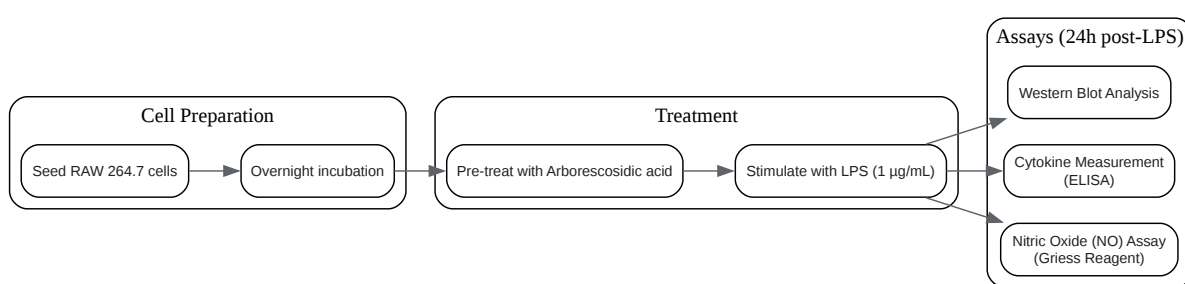 Cell Preparation
Seed RAW 264.7 cells
Overnight incubation
Treatment
Pre-treat with Arborescosidic acid
Stimulate with LPS (1 µg/mL)
Assays (24h post-LPS)
Western Blot Analysis
Cytokine Measurement
(ELISA)
Nitric Oxide (NO) Assay
(Griess Reagent)